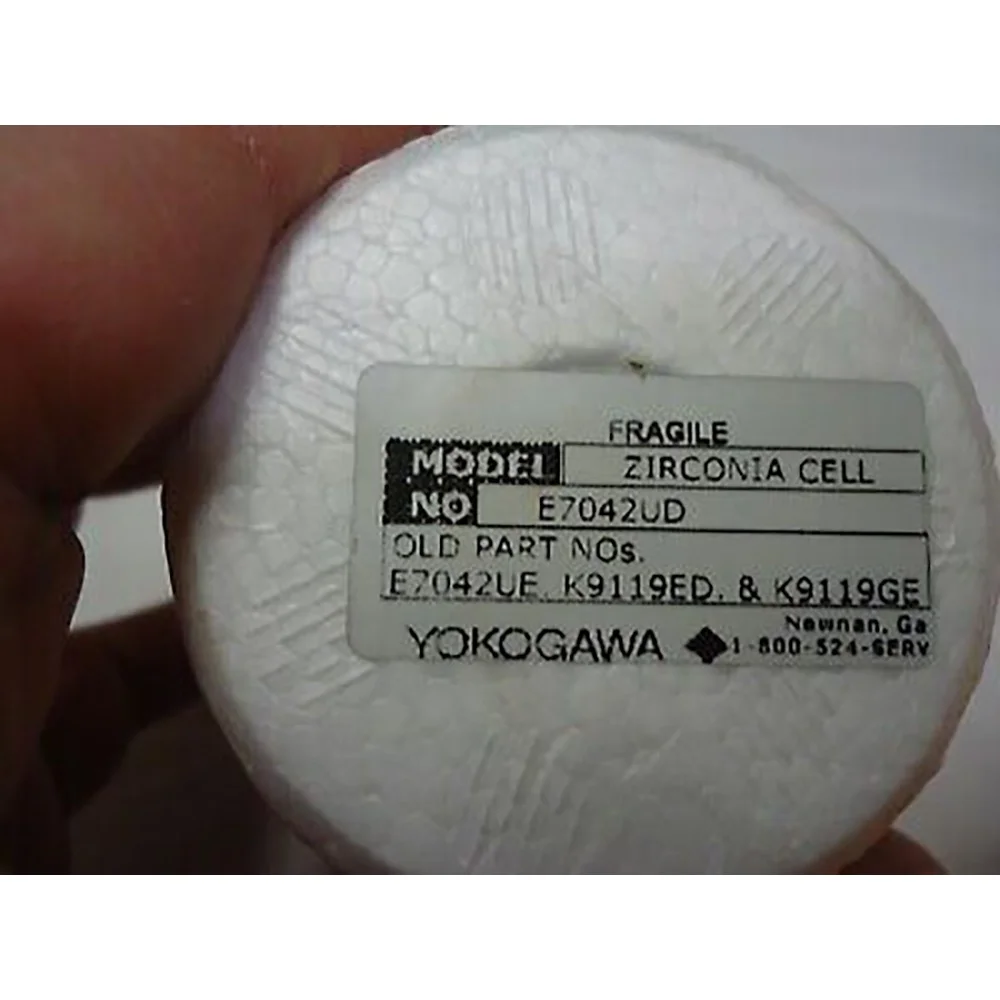 FRAGILE
MODEL ZIRCONIA CELL
NO E7042UD
OLD PART NOs.
E7042UE, K9119ED, & K9119GE
Newnan, Ga
YOKOGAWA 1-800-524-SERV